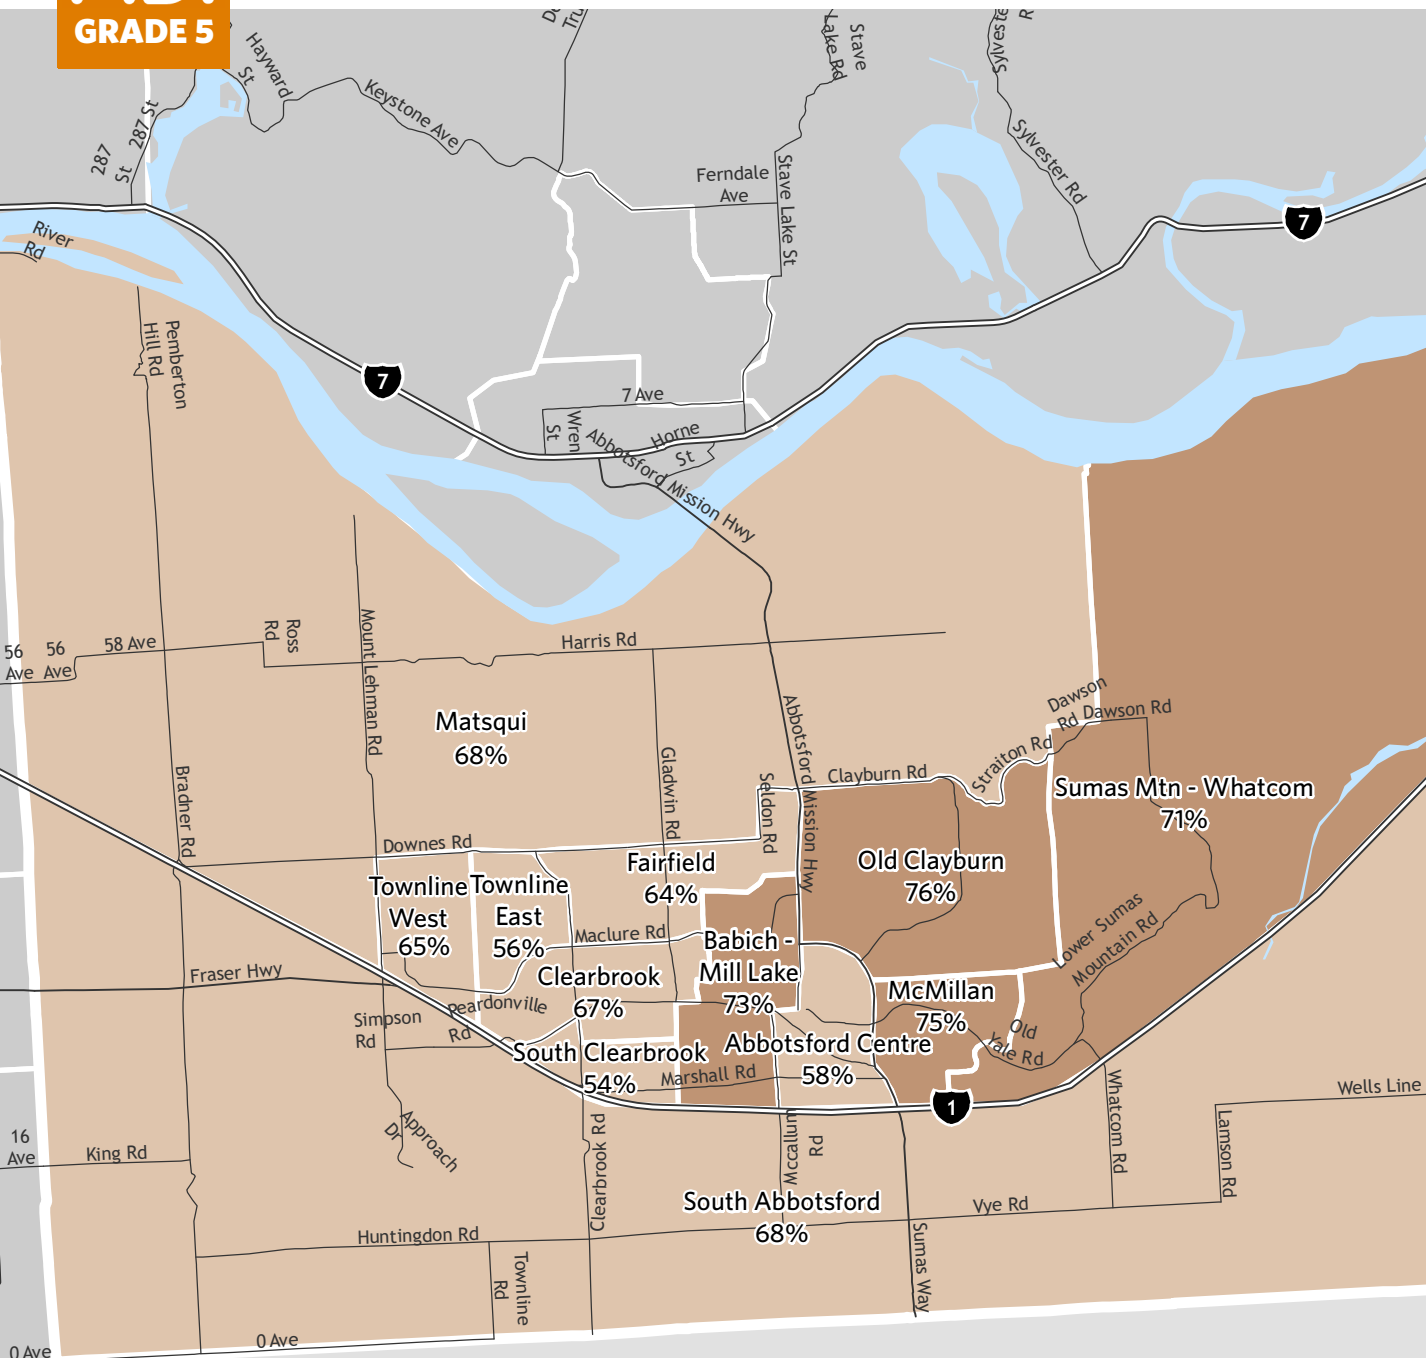 GRADE 5
Hayward
St
Keystone Ave
287 St
287
St
Stave
Lake Rd
Sylvester Rd
Ferndale
Ave
Stave Lake St
7
River
Rd
Pemberton
Hill Rd
7
7 Ave
Wren
St
Horne
St
Abbotsford Mission Hwy
56
Ave
56
Ave
58 Ave
Ross
Rd
Mount Lehman Rd
Harris Rd
Matsqui
68%
Gladwin Rd
Abbotsford Mission Hwy
Dawson
Rd
Dawson Rd
Straiton Rd
Clayburn Rd
Seldon Rd
Sumas Mtn - Whatcom
71%
Bradner Rd
Downes Rd
Fairfield
64%
Old Clayburn
76%
Townline
West
65%
Townline
East
56%
Maclure Rd
Babich -
Mill Lake
73%
Lower Sumas
Mountain Rd
Fraser Hwy
Clearbrook
67%
McMillan
75%
Peardonville
Rd
Simpson
Rd
Old
Yale Rd
South Clearbrook
54%
Abbotsford Centre
58%
Marshall Rd
1
Wells Line
Whatcom Rd
Lamson Rd
16
Ave
King Rd
Approach
Dr
Clearbrook Rd
Mccallum
Rd
South Abbotsford
68%
Vye Rd
Huntingdon Rd
Townline
Rd
Sumas Way
0 Ave
0 Ave